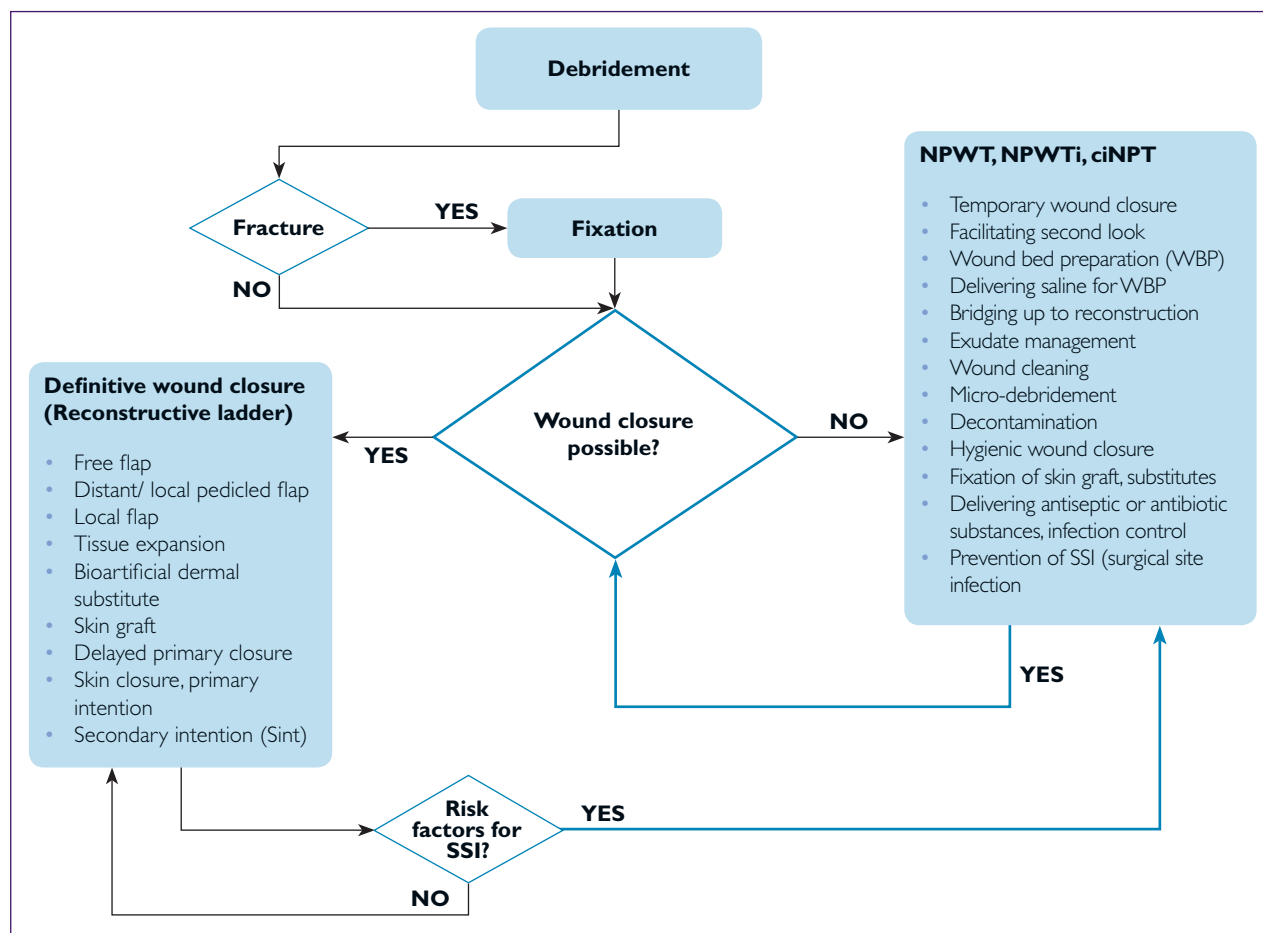 Debridement
Fracture
YES
Fixation
NO
Wound closure
possible?
YES
NO
NPWT, NPWTi, ciNPT
• Temporary wound closure
• Facilitating second look
• Wound bed preparation (WBP)
• Delivering saline for WBP
• Bridging up to reconstruction
• Exudate management
• Wound cleaning
• Micro-debridement
• Decontamination
• Hygienic wound closure
• Fixation of skin graft, substitutes
• Delivering antiseptic or antibiotic
substances, infection control
• Prevention of SSI (surgical site
infection
YES
Definitive wound closure
(Reconstructive ladder)
• Free flap
• Distant/ local pedicled flap
• Local flap
• Tissue expansion
• Bioartificial dermal
substitute
• Skin graft
• Delayed primary closure
• Skin closure, primary
intention
• Secondary intention (Sint)
Risk
factors for
SSI?
YES
NO